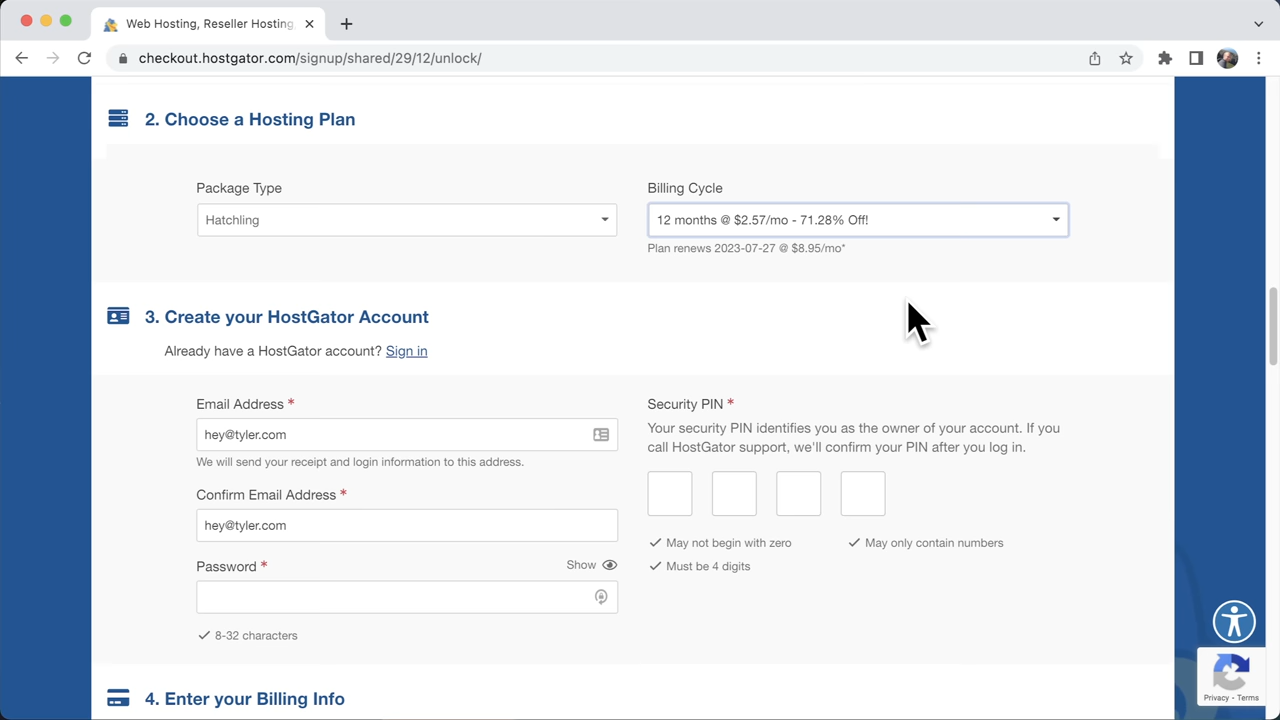 Web Hosting, Reseller Hosting,
checkout.hostgator.com/signup/shared/29/12/unlock/
2. Choose a Hosting Plan
Package Type
Hatchling
Billing Cycle
12 months @ $2.57/mo - 71.28% Off!
Plan renews 2023-07-27 @ $8.95/mo*
3. Create your HostGator Account
Already have a HostGator account? Sign in
Email Address *
hey@tyler.com
We will send your receipt and login information to this address.
Confirm Email Address *
hey@tyler.com
Password *
Show
8-32 characters
Security PIN *
Your security PIN identifies you as the owner of your account. If you
call HostGator support, we'll confirm your PIN after you log in.
May not begin with zero
May only contain numbers
Must be 4 digits
4. Enter your Billing Info
Privacy - Terms